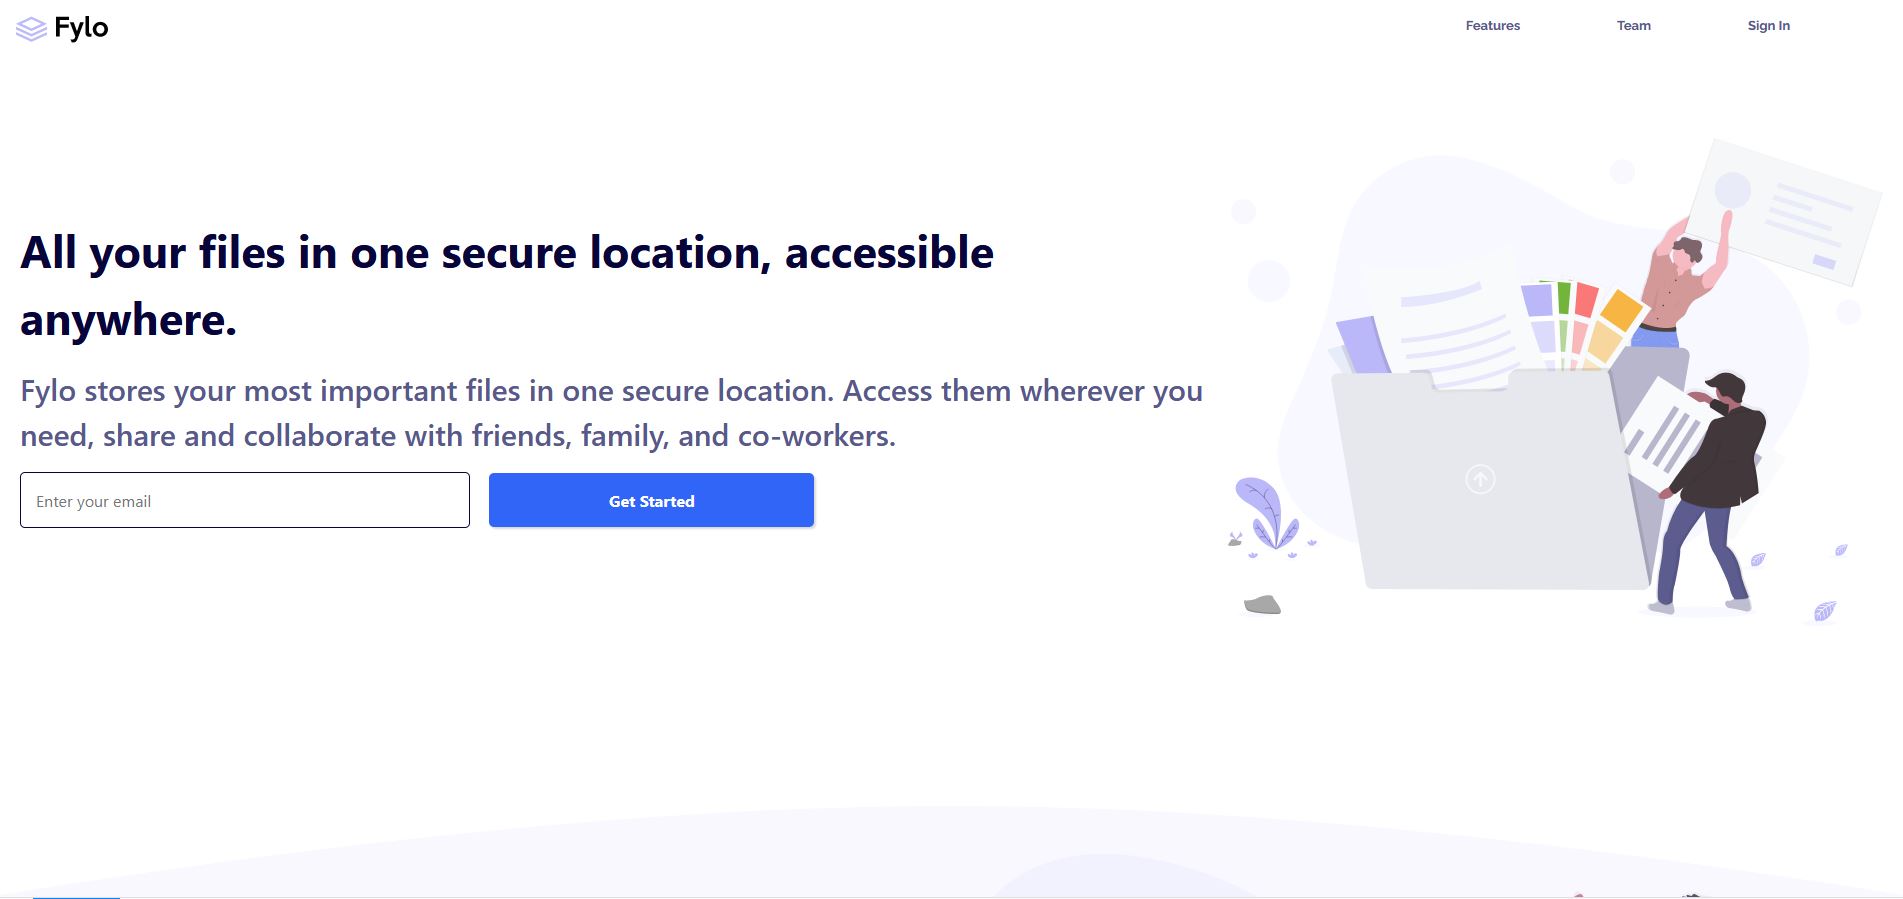 Fylo
Features
Team
Sign In
All your files in one secure location, accessible
anywhere.
Fylo stores your most important files in one secure location. Access them wherever you
need, share and collaborate with friends, family, and co-workers.
Enter your email
Get Started